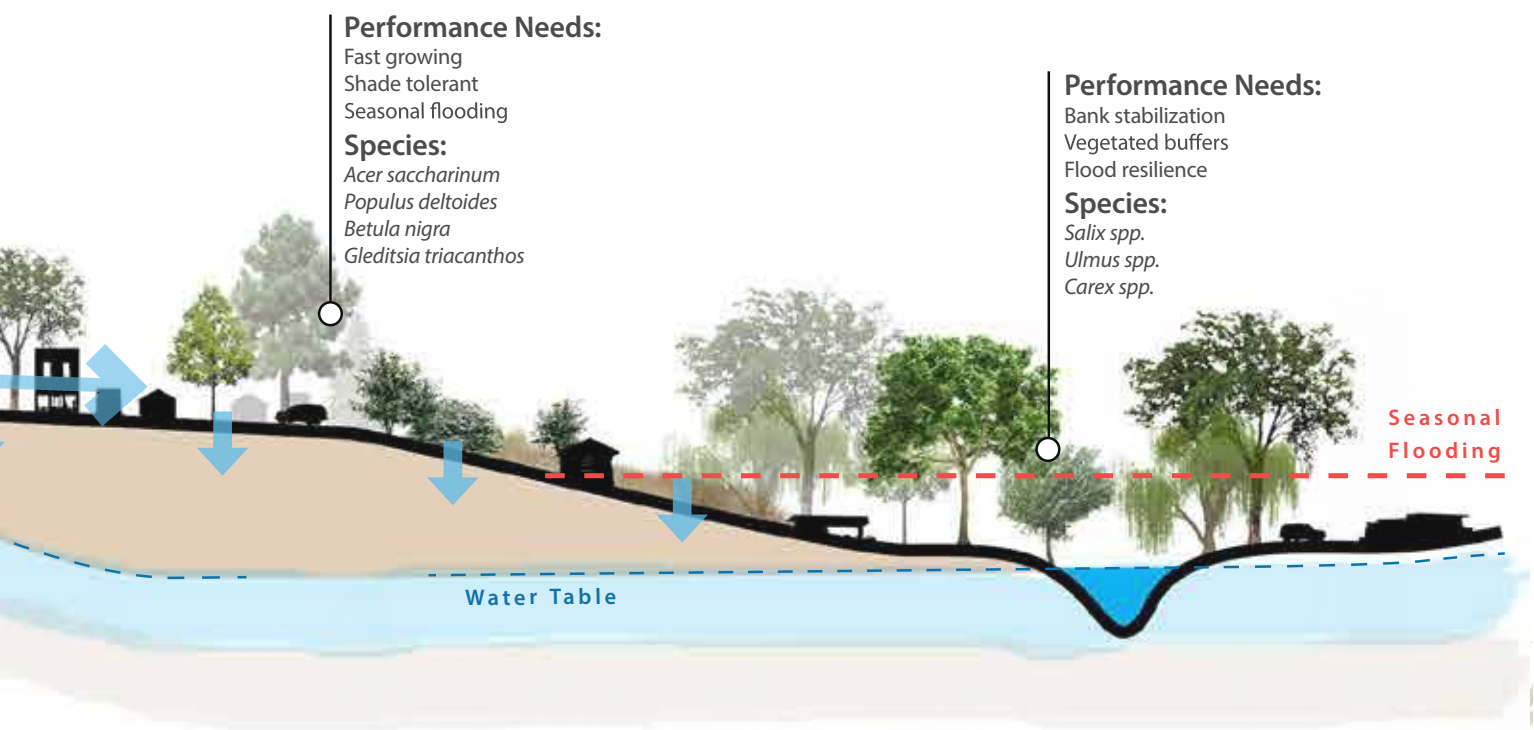 Performance Needs:
Fast growing
Shade tolerant
Seasonal flooding
Species:
Acer saccharinum
Populus deltoides
Betula nigra
Gleditsia triacanthos
Performance Needs:
Bank stabilization
Vegetated buffers
Flood resilience
Species:
Salix spp.
Ulmus spp.
Carex spp.
Seasonal
Flooding
Water Table